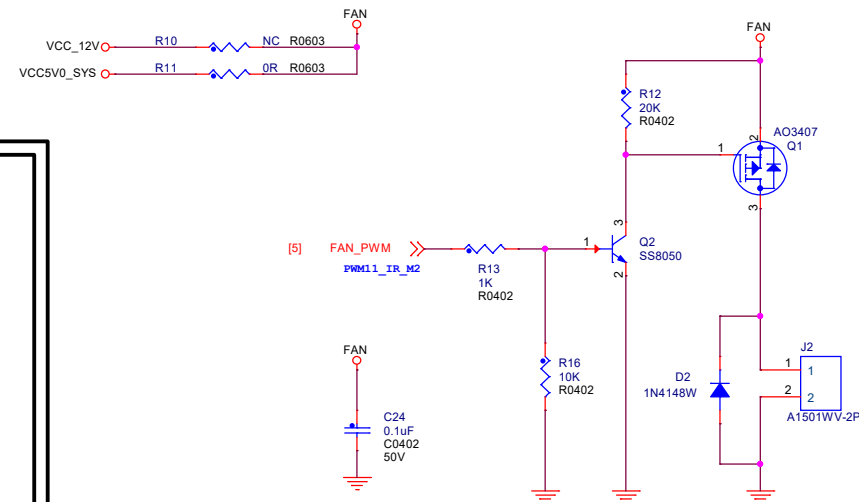 FAN
VCC_12V R10 NC R0603
VCC5V0_SYS R11 0R R0603
FAN
R12
20K
R0402
AO3407
Q1
1
2
3
[5] FAN_PWM
PWM11_IR_M2
R13
1K
R0402
1
3
2
Q2
SS8050
FAN
C24
0.1uF
C0402
50V
R16
10K
R0402
D2
1N4148W
J2
1 1
2 2
A1501WV-2P